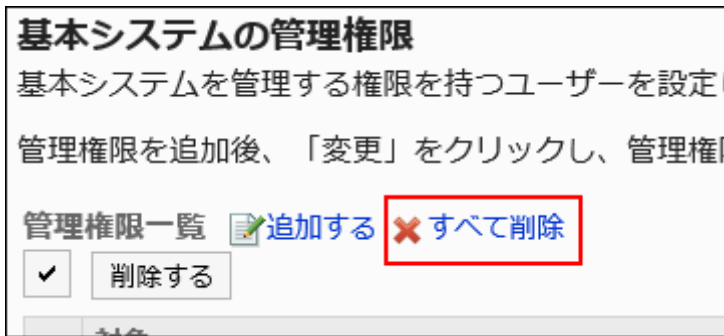 基本システムの管理権限
基本システムを管理する権限を持つユーザーを設定
管理権限を追加後、「変更」をクリックし、管理権
管理権限一覧 追加する すべて削除
削除する
対象